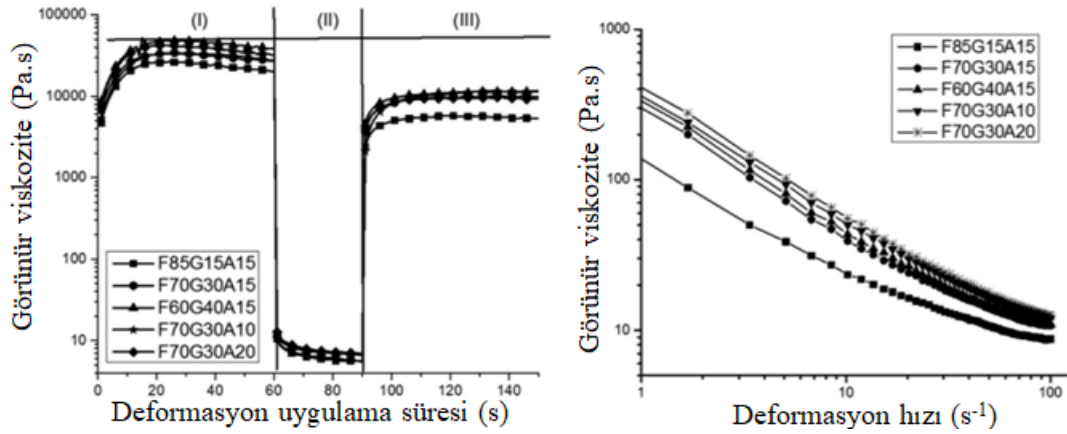 (I)
(II)
(III)
Görünür viskozite (Pa.s)
100000
10000
1000
100
10
F85G15A15
F70G30A15
F60G40A15
F70G30A10
F70G30A20
0
20
40
60
80
100
120
140
Deformasyon uygulama süresi (s)
Görünür viskozite (Pa.s)
1000
100
10
F85G15A15
F70G30A15
F60G40A15
F70G30A10
F70G30A20
1
10
100
Deformasyon hızı (s⁻¹)